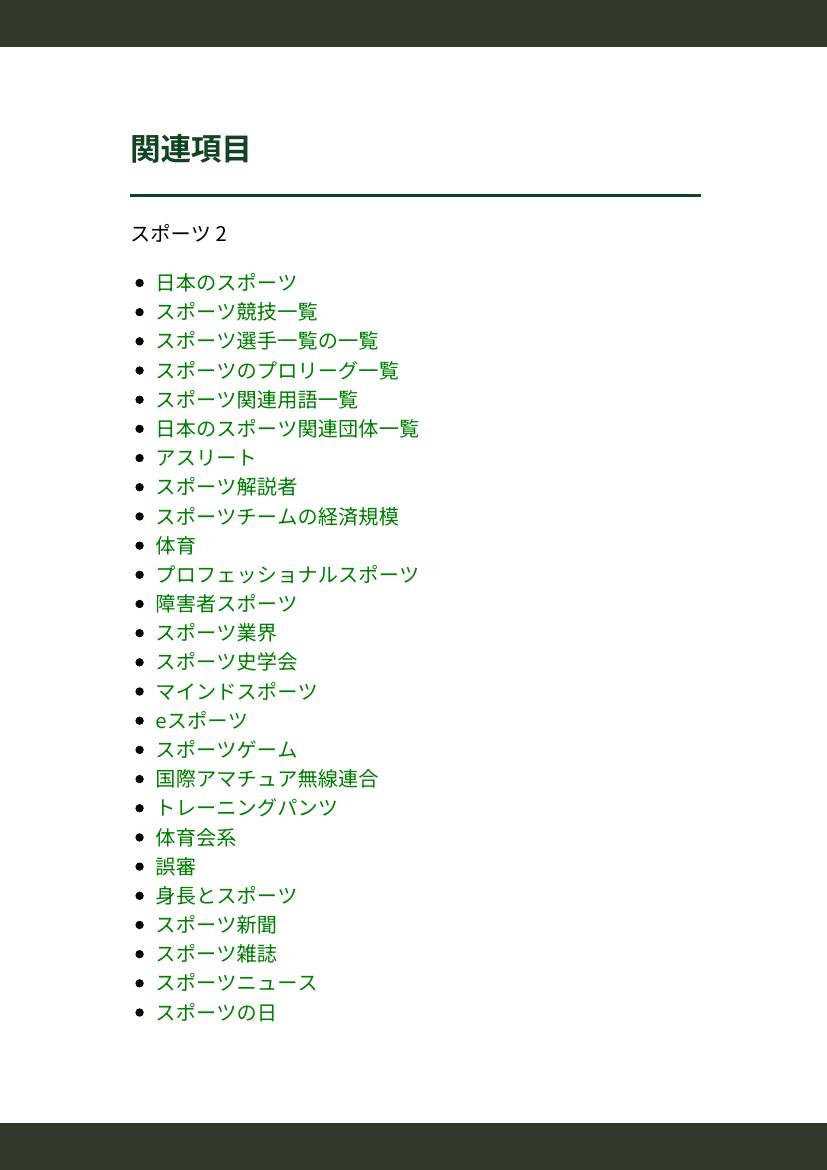 関連項目
スポーツ 2
日本のスポーツ
スポーツ競技一覧
スポーツ選手一覧の一覧
スポーツのプロリーグ一覧
スポーツ関連用語一覧
日本のスポーツ関連団体一覧
アスリート
スポーツ解説者
スポーツチームの経済規模
体育
プロフェッショナルスポーツ
障害者スポーツ
スポーツ業界
スポーツ史学会
マインドスポーツ
eスポーツ
スポーツゲーム
国際アマチュア無線連合
トレーニングパンツ
体育会系
誤審
身長とスポーツ
スポーツ新聞
スポーツ雑誌
スポーツニュース
スポーツの日